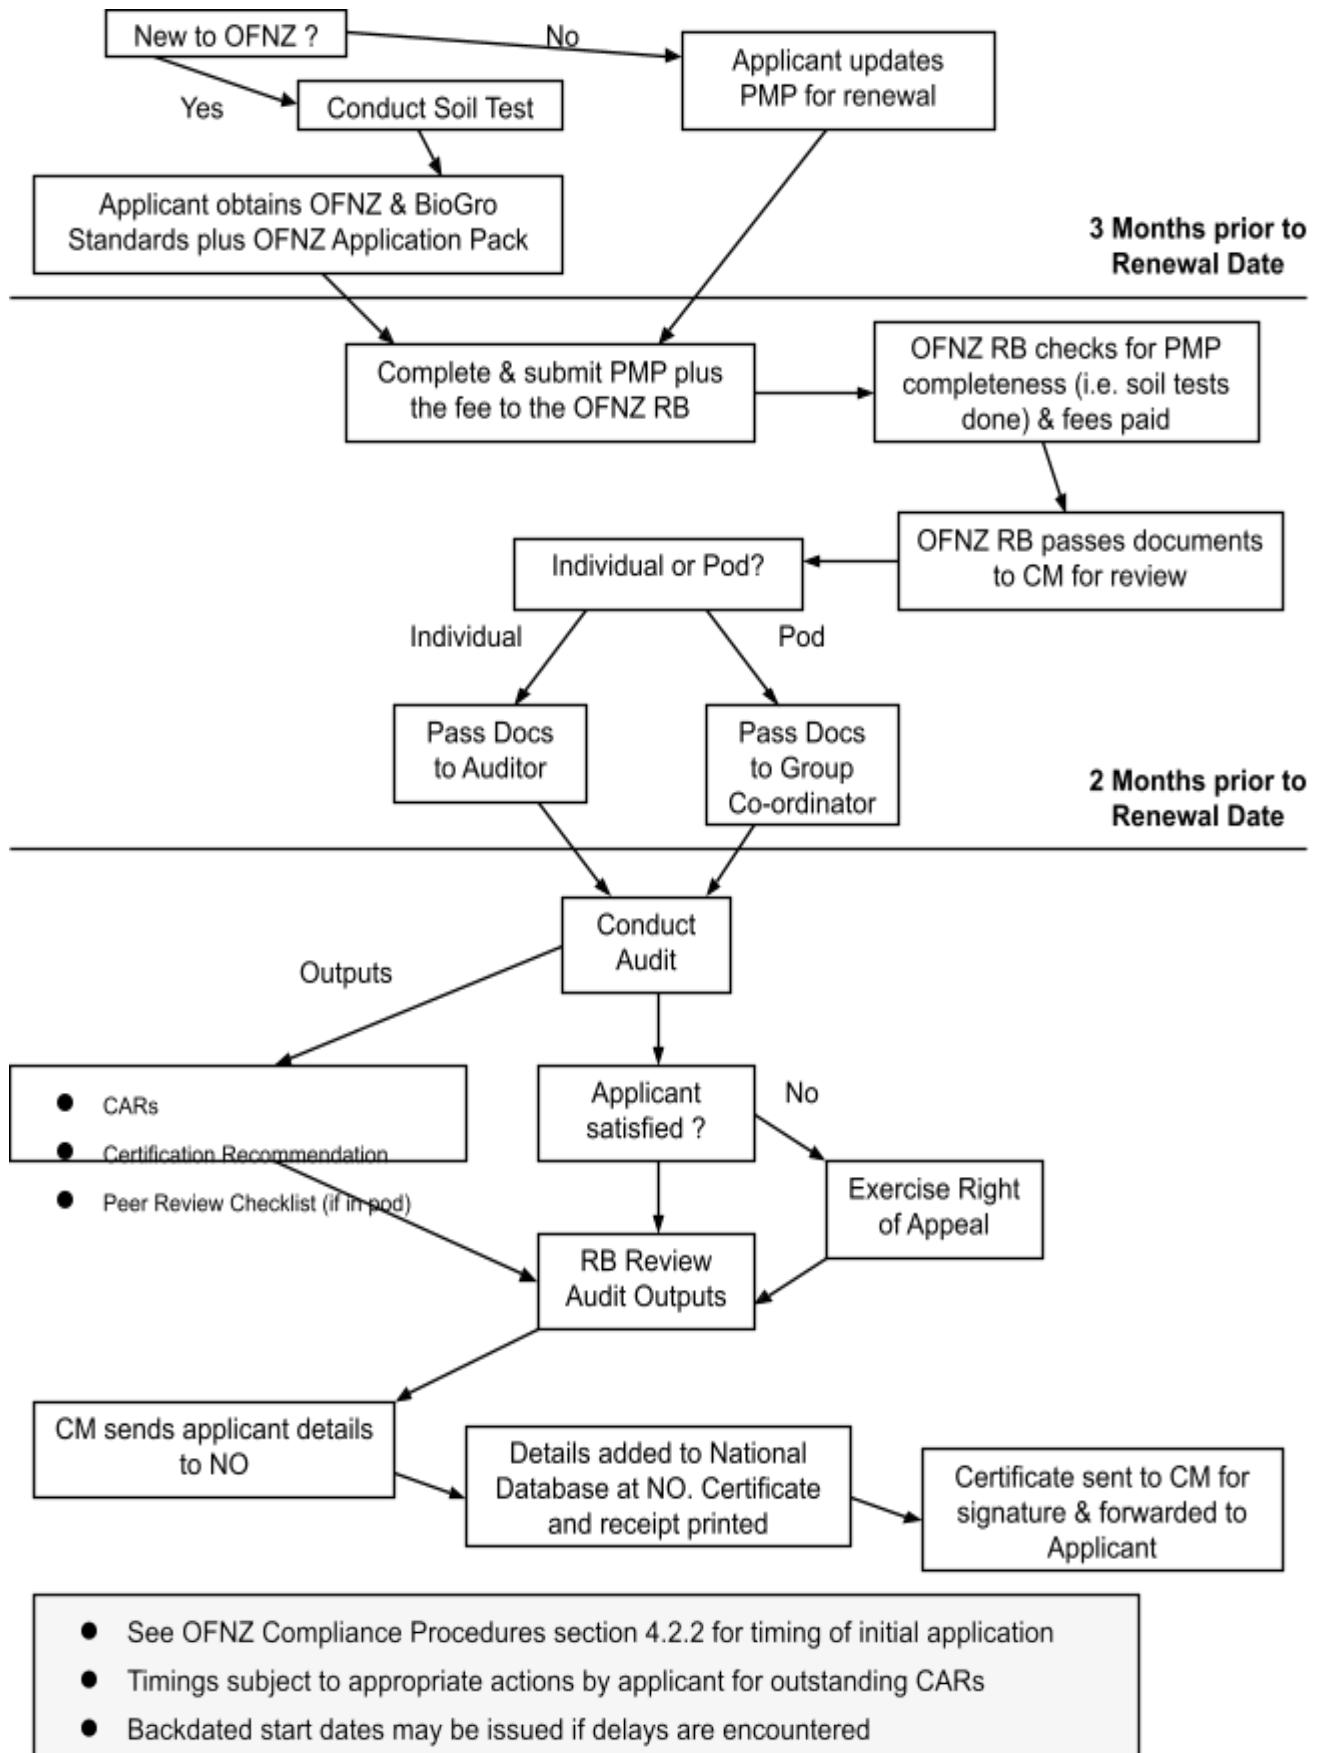 New to OFNZ ?
No
Applicant updates
PMP for renewal
Yes
Conduct Soil Test
Applicant obtains OFNZ & BioGro
Standards plus OFNZ Application Pack
3 Months prior to
Renewal Date
Complete & submit PMP plus
the fee to the OFNZ RB
OFNZ RB checks for PMP
completeness (i.e. soil tests
done) & fees paid
OFNZ RB passes documents
to CM for review
Individual or Pod?
Individual
Pod
Pass Docs
to Auditor
Pass Docs
to Group
Co-ordinator
2 Months prior to
Renewal Date
Conduct
Audit
Outputs
● CARs
● Certification Recommendation
● Peer Review Checklist (if in pod)
Applicant
satisfied ?
No
Exercise Right
of Appeal
RB Review
Audit Outputs
CM sends applicant details
to NO
Details added to National
Database at NO. Certificate
and receipt printed
Certificate sent to CM for
signature & forwarded to
Applicant
● See OFNZ Compliance Procedures section 4.2.2 for timing of initial application
● Timings subject to appropriate actions by applicant for outstanding CARs
● Backdated start dates may be issued if delays are encountered